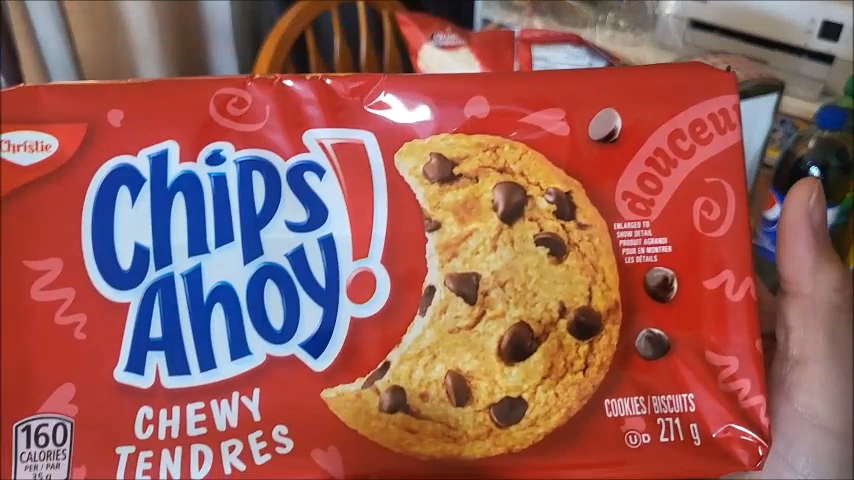 Christie
Chips
Ahoy!
CHEWY
TENDRES
160
CALORIES
PER / PAR
35 g
douceur
ENLARGED TO
SHOW DETAIL
PRODUIT AGRANDI
POUR EN MONTRER
LES DÉTAILS
COOKIES/BISCUITS
U D 271 g